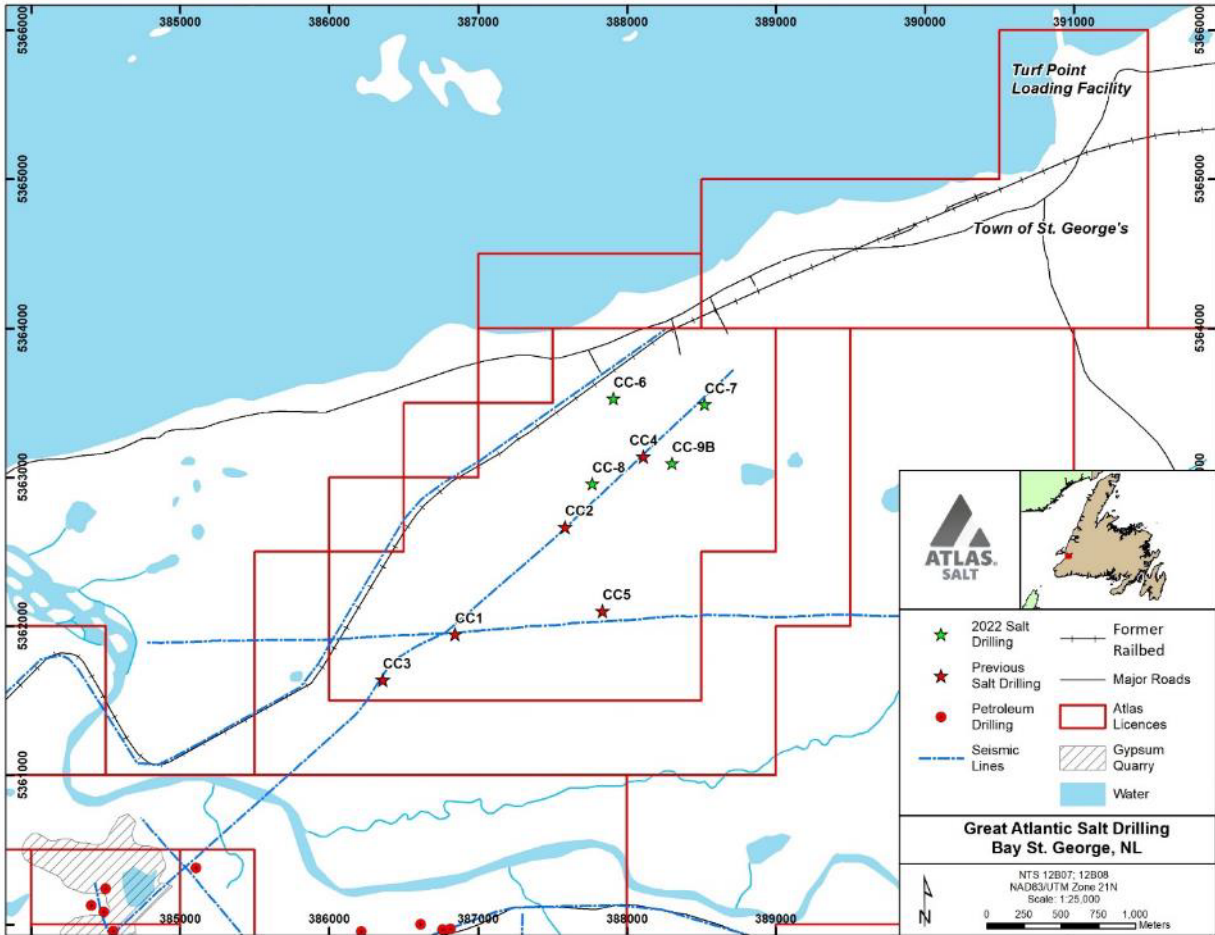 385000 386000 387000 388000 389000 390000 391000
5366000 5366000
Turf Point
Loading Facility
5365000 5365000
Town of St. George's
5364000 5364000
CC-6
CC-7
CC4
CC-9B
5363000
CC-8
CC2
CC5
5362000
CC1
CC3
5361000
385000 386000 387000 388000 389000
ATLAS®
SALT
2022 Salt
Drilling
Previous
Salt Drilling
Petroleum
Drilling
Seismic
Lines
Former
Railbed
Major Roads
Atlas
Licences
Gypsum
Quarry
Water
Great Atlantic Salt Drilling
Bay St. George, NL
N
NTS 12B07; 12B08
NAD83/UTM Zone 21N
Scale: 1:25,000
0 250 500 750 1,000
Meters